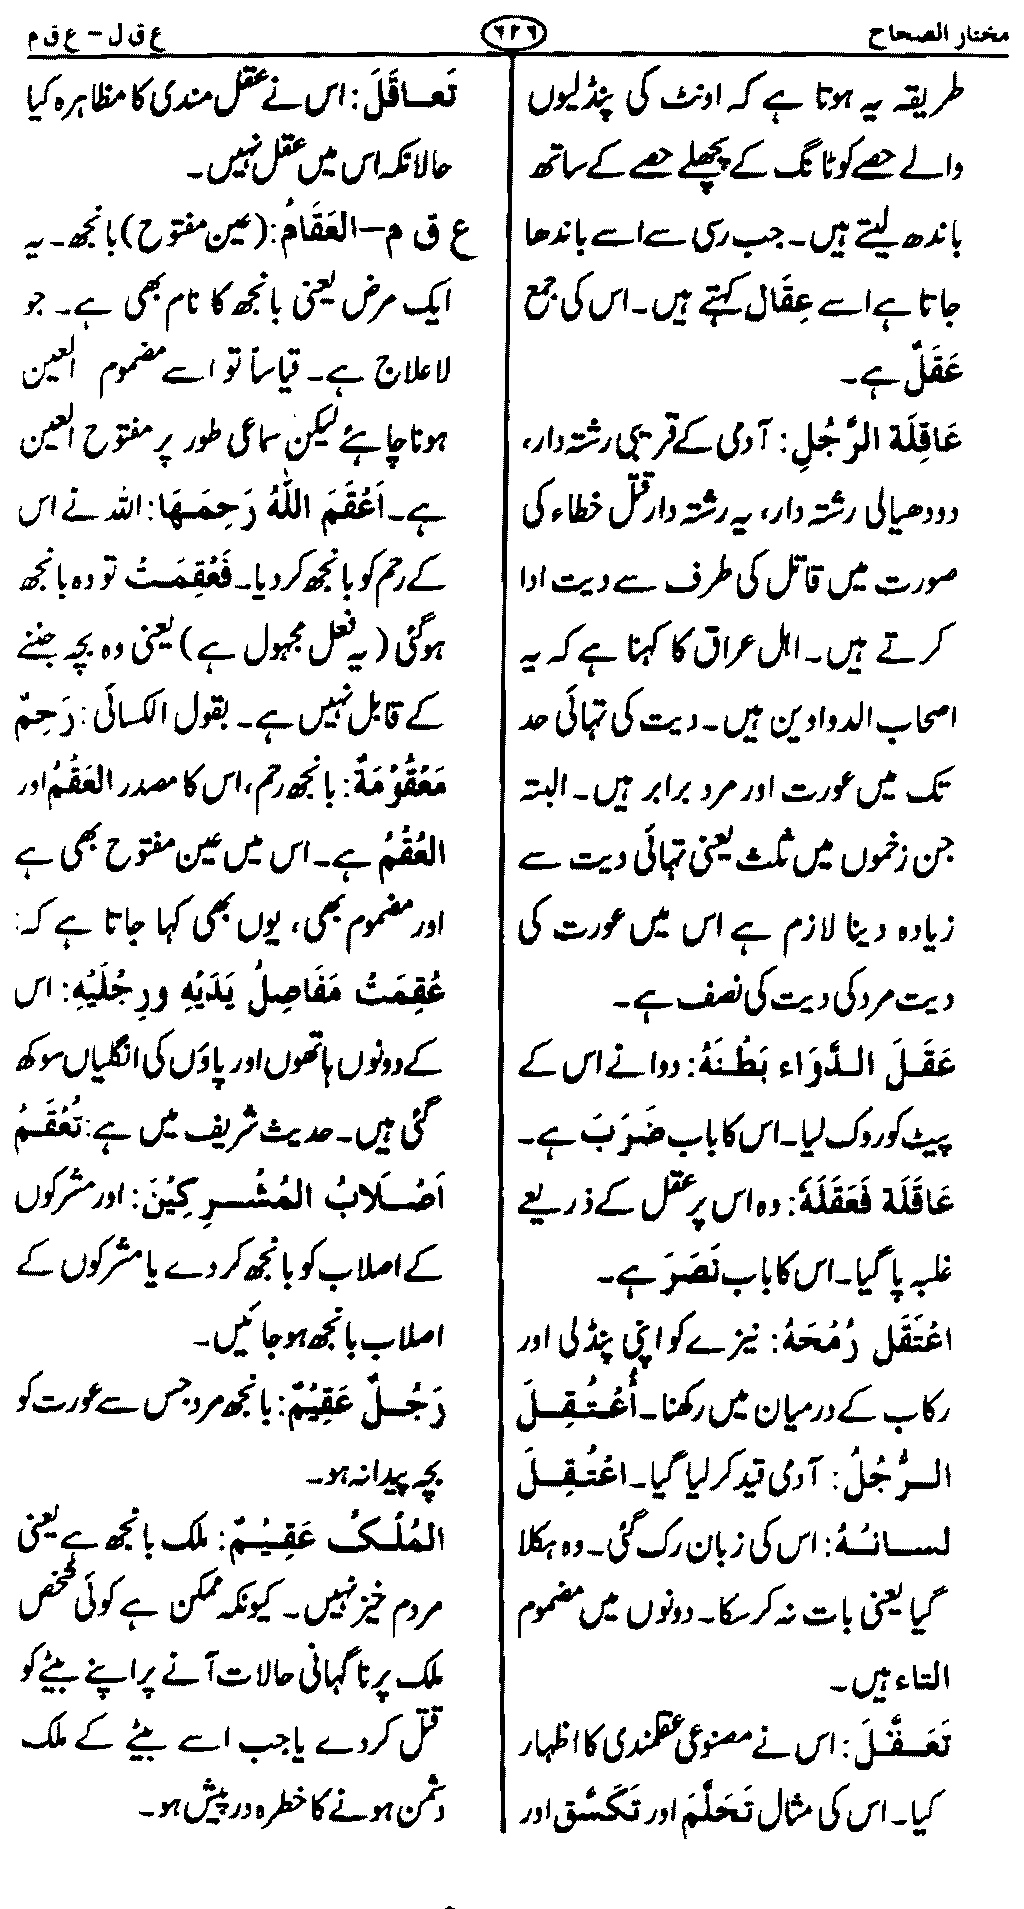 مختار الصحاح
٦٢٦
ع ق ل – ع ق م
طریقہ یہ ہوتا ہے کہ اونٹ کی پنڈلیوں
والے حصے کو ٹانگ کے پچھلے حصے کے ساتھ
باندھ لیتے ہیں۔ جب رسی سے اسے باندھا
جاتا ہے اسے عِقَال کہتے ہیں۔ اس کی جمع
عَقَلٌ ہے۔
عَاقِلَة الرَّجُلِ: آدمی کے قریبی رشتہ دار،
ددھیالی رشتہ دار، یہ رشتہ دار قتل خطاء کی
صورت میں قاتل کی طرف سے دیت ادا
کرتے ہیں۔ اہل عراق کا کہنا ہے کہ یہ
اصحاب الدواوین ہیں۔ دیت کی تہائی حد
تک میں عورت اور مرد برابر ہیں۔ البتہ
جن زخموں میں ثلث یعنی تہائی دیت سے
زیادہ دینا لازم ہے اس میں عورت کی
دیت مرد کی دیت کی نصف ہے۔
عَقَلَ الدَّوَاء بَطْنَهُ: دوا نے اس کے
پیٹ کو روک لیا۔ اس کا باب ضَرَبَ ہے۔
عَاقَلَة فَعَقَلَهُ: وہ اس پر عقل کے ذریعے
غلبہ پا گیا۔ اس کا باب نَصَرَ ہے۔
اعْتَقَل رُمْحَهُ: نیزے کو اپنی پنڈلی اور
رکاب کے درمیان میں رکھنا۔ اُعْتُقِلَ
الرَّجُلُ: آدمی قید کر لیا گیا۔ اعْتُقِلَ
لسانُهُ: اس کی زبان رک گئی۔ وہ ہکلا
گیا یعنی بات نہ کر سکا۔ دونوں میں مضموم
التاء ہیں۔
تَعَقَّلَ: اس نے مصنوعی عقلمندی کا اظہار
کیا۔ اس کی مثال تَحَلَّمَ اور تَكَسَّق اور
تَعاقَلَ: اس نے عقل مندی کا مظاہرہ کیا
حالانکہ اس میں عقل نہیں۔
ع ق م – العَقَامُ: (عین مفتوح) بانجھ۔ یہ
ایک مرض یعنی بانجھ کا نام بھی ہے۔ جو
لا علاج ہے۔ قیاساً تو اسے مضموم العین
ہونا چاہئے لیکن سماعی طور پر مفتوح العین
ہے۔ اَعْقَمَ اللّٰهُ رَحِمَهَا: اللہ نے اس
کے رحم کو بانجھ کر دیا۔ فَعُقِمَتْ تو وہ بانجھ
ہوگئی (یہ فعل مجہول ہے) یعنی وہ بچہ جننے
کے قابل نہیں ہے۔ بقول الکسائی: رَحِمٌ
مَعْقُوْمَةٌ: بانجھ رحم، اس کا مصدر العَقْمُ اور
العُقْمُ ہے۔ اس میں عین مفتوح بھی ہے
اور مضموم بھی، یوں بھی کہا جاتا ہے کہ:
عُقِمَتْ مَفَاصِلُ يَدَيْهِ ورِجْلَيْهِ: اس
کے دونوں ہاتھوں اور پاؤں کی انگلیاں سوکھ
گئی ہیں۔ حدیث شریف میں ہے: تُعْقَمُ
اَصْلَابُ المُشْرِكِيْنَ: اور مشرکوں
کے اصلاب کو بانجھ کر دے یا مشرکوں کے
اصلاب بانجھ ہو جائیں۔
رَجُلٌ عَقِيْمٌ: بانجھ مرد جس سے عورت کو
بچہ پیدا نہ ہو۔
المُلْكُ عَقِيْمٌ: ملک بانجھ ہے یعنی
مردم خیز نہیں۔ کیونکہ ممکن ہے کوئی شخص
ملک پر ناگہانی حالات آنے پر اپنے بیٹے کو
قتل کر دے یا جب اسے بیٹے کے ملک
دشمن ہونے کا خطرہ درپیش ہو۔